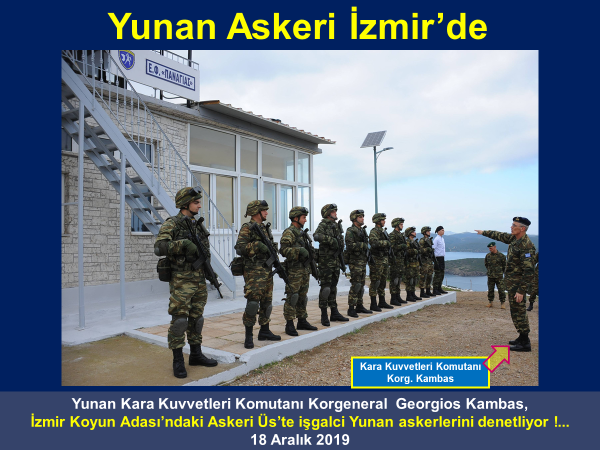 Yunan Askeri İzmir’de
Ε.Φ. «ΠΑΝΑΓΙΑΣ»
Kara Kuvvetleri Komutanı
Korg. Kambas
Yunan Kara Kuvvetleri Komutanı Korgeneral Georgios Kambas,
İzmir Koyun Adası’ndaki Askeri Üs’te işgalci Yunan askerlerini denetliyor !...
18 Aralık 2019